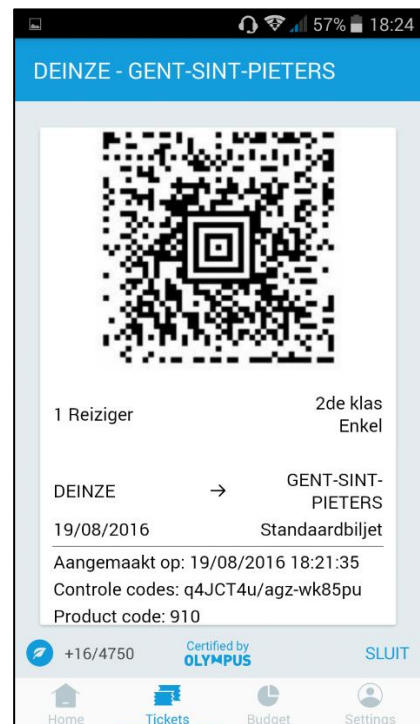 57% 18:24
DEINZE - GENT-SINT-PIETERS
1 Reiziger
2de klas
Enkel
DEINZE → GENT-SINT-
PIETERS
19/08/2016 Standaardbiljet
Aangemaakt op: 19/08/2016 18:21:35
Controle codes: q4JCT4u/agz-wk85pu
Product code: 910
+16/4750
Certified by
OLYMPUS
SLUIT
Home Tickets Budget Settings